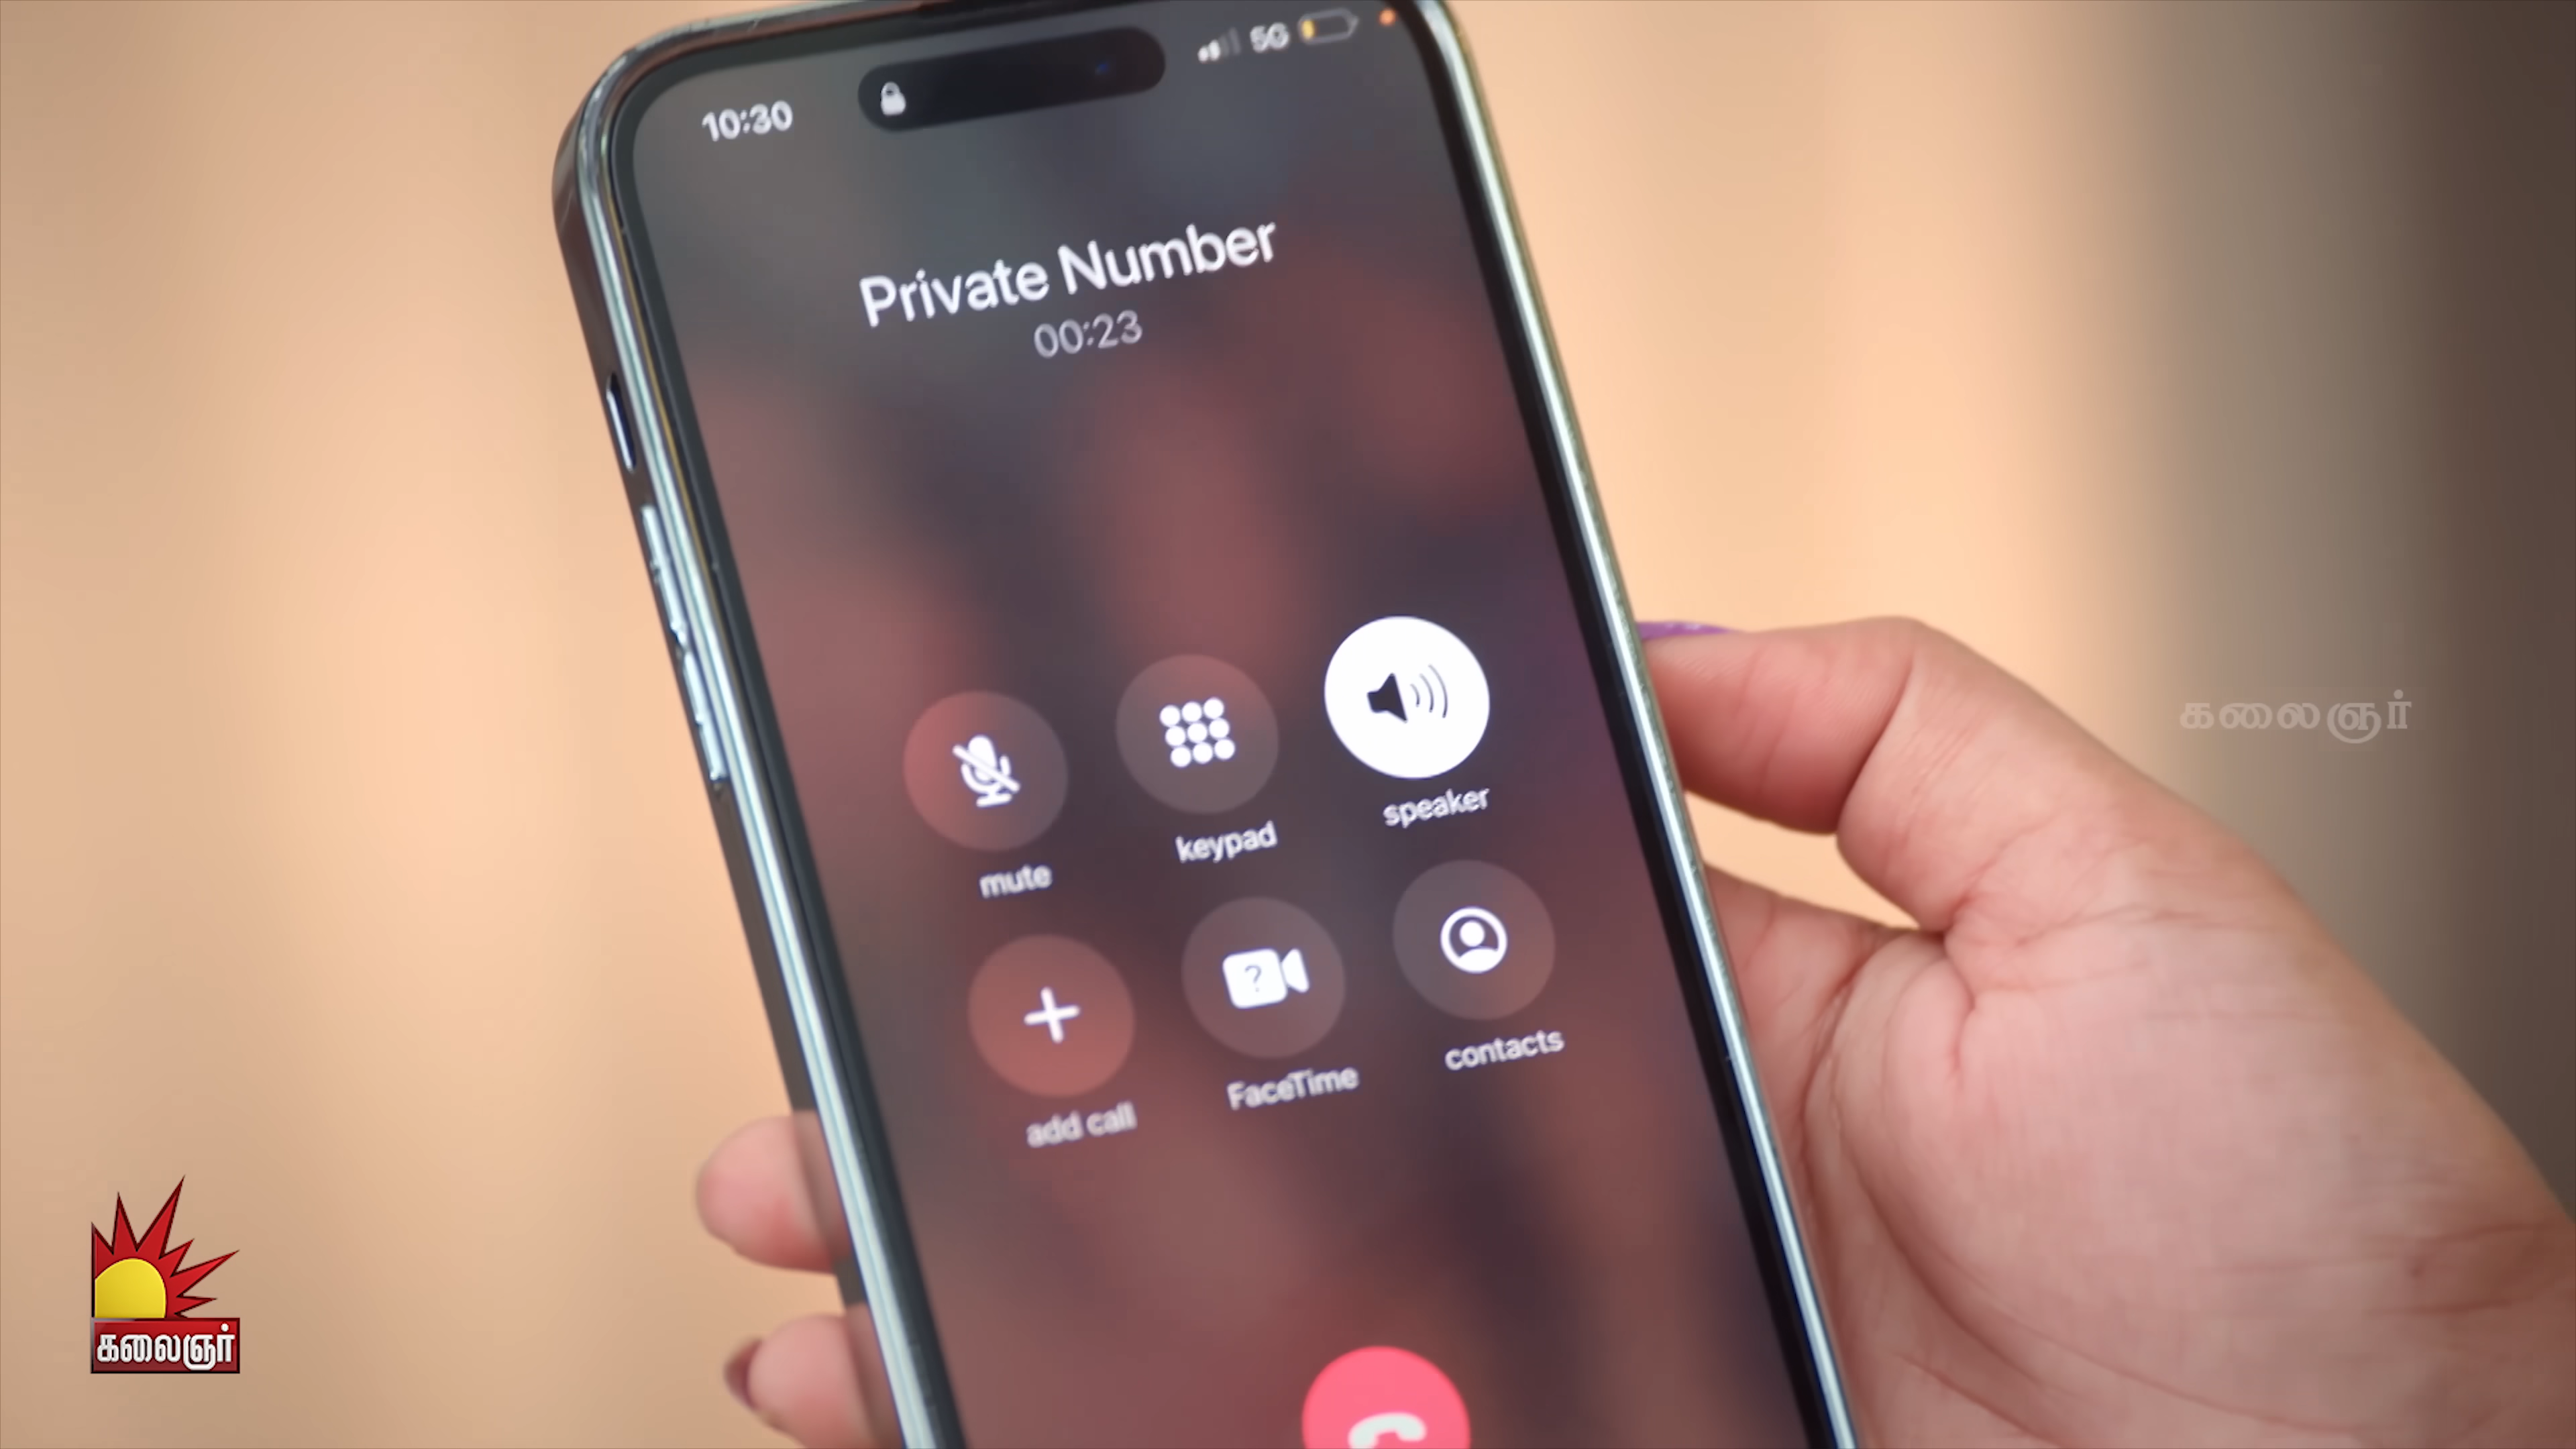 10:30
5G
Private Number
00:23
mute
keypad
speaker
add call
?
FaceTime
contacts
கலைஞர்
கலைஞர்